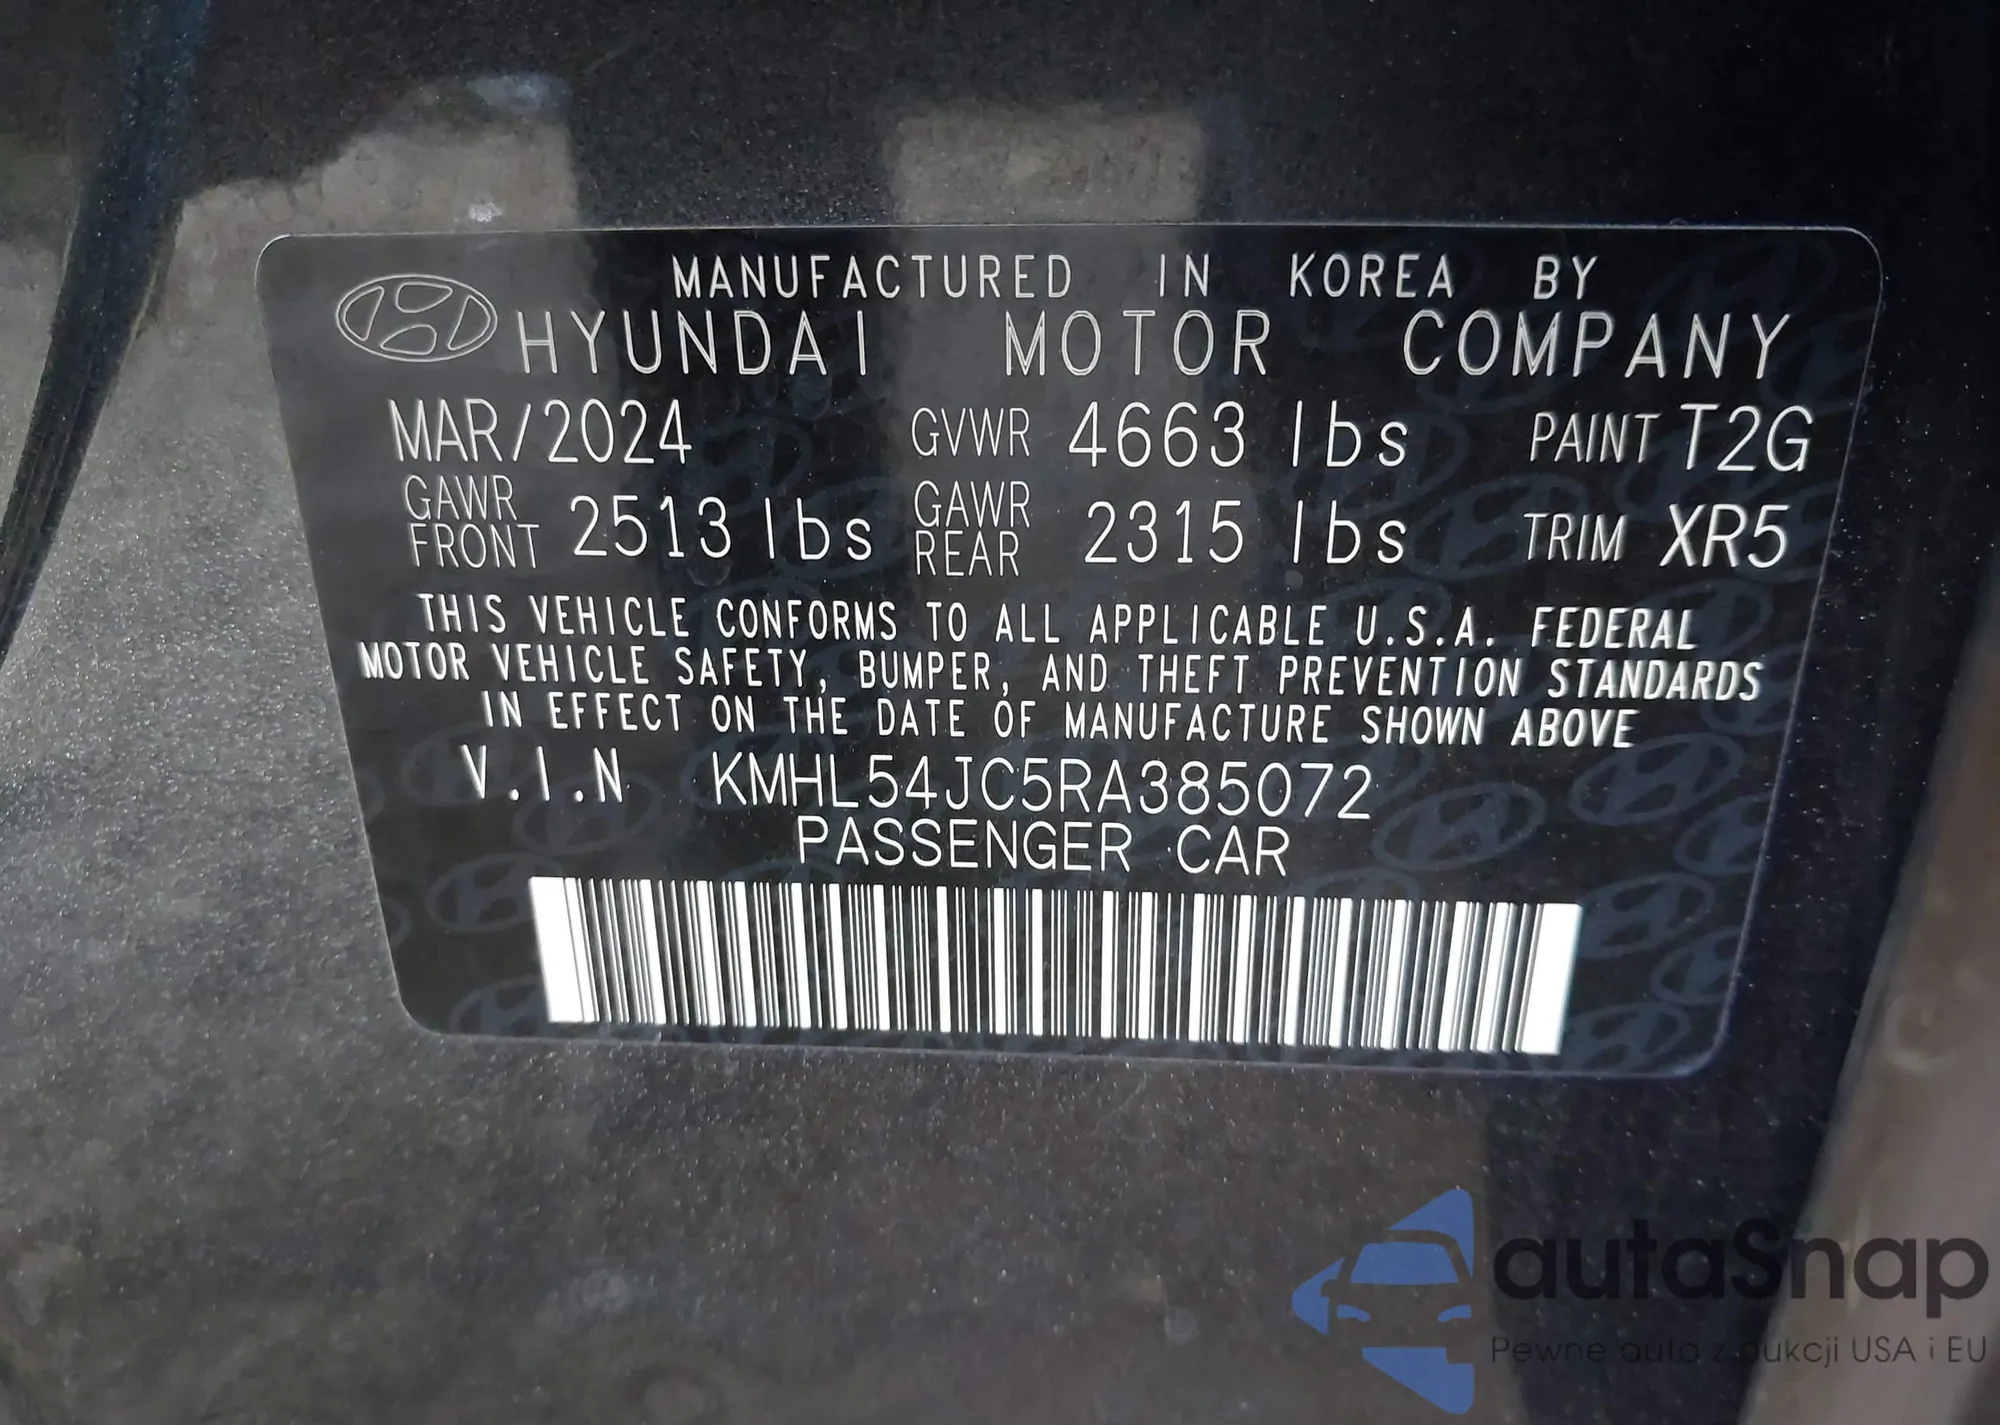 MANUFACTURED IN KOREA BY
HYUNDAI MOTOR COMPANY
MAR/2024 GVWR 4663 lbs PAINT T2G
GAWR FRONT 2513 lbs GAWR REAR 2315 lbs TRIM XR5
THIS VEHICLE CONFORMS TO ALL APPLICABLE U.S.A. FEDERAL
MOTOR VEHICLE SAFETY, BUMPER, AND THEFT PREVENTION STANDARDS
IN EFFECT ON THE DATE OF MANUFACTURE SHOWN ABOVE
V.I.N KMHL54JC5RA385072
PASSENGER CAR
autaSnap
Pewne auto z aukcji USA i EU